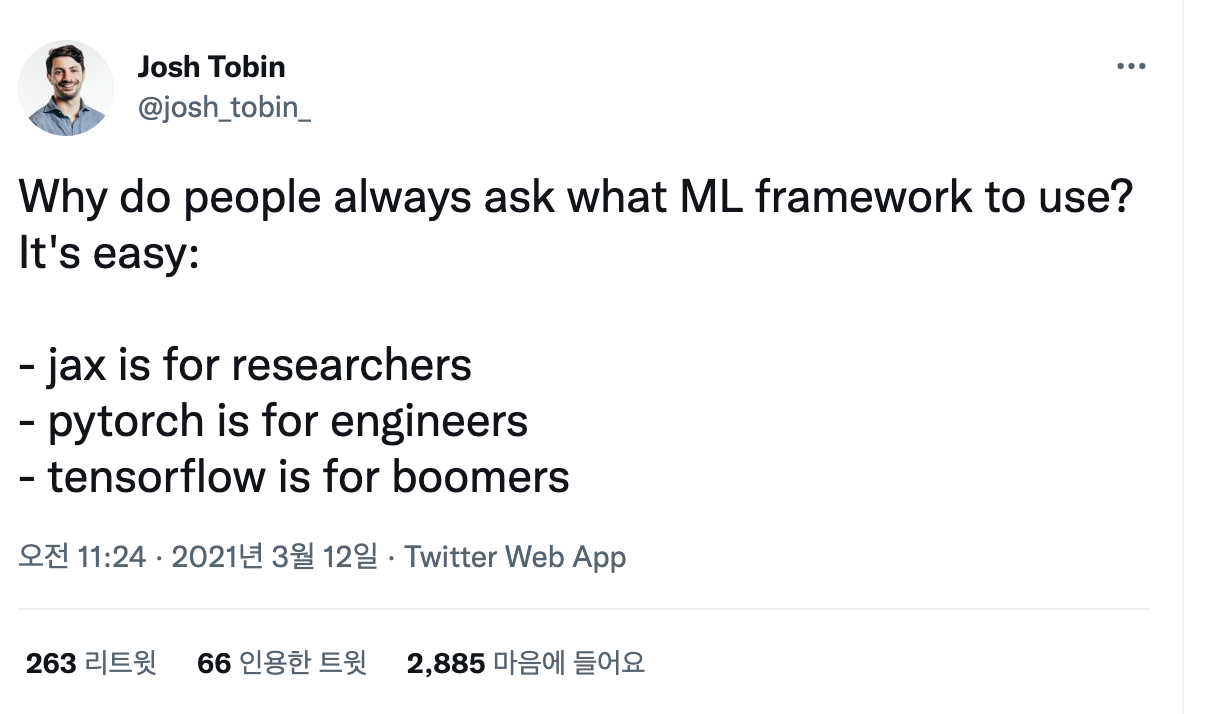 Josh Tobin
@josh_tobin_
Why do people always ask what ML framework to use?
It's easy:
- jax is for researchers
- pytorch is for engineers
- tensorflow is for boomers
오전 11:24 · 2021년 3월 12일 · Twitter Web App
263 리트윗 66 인용한 트윗 2,885 마음에 들어요